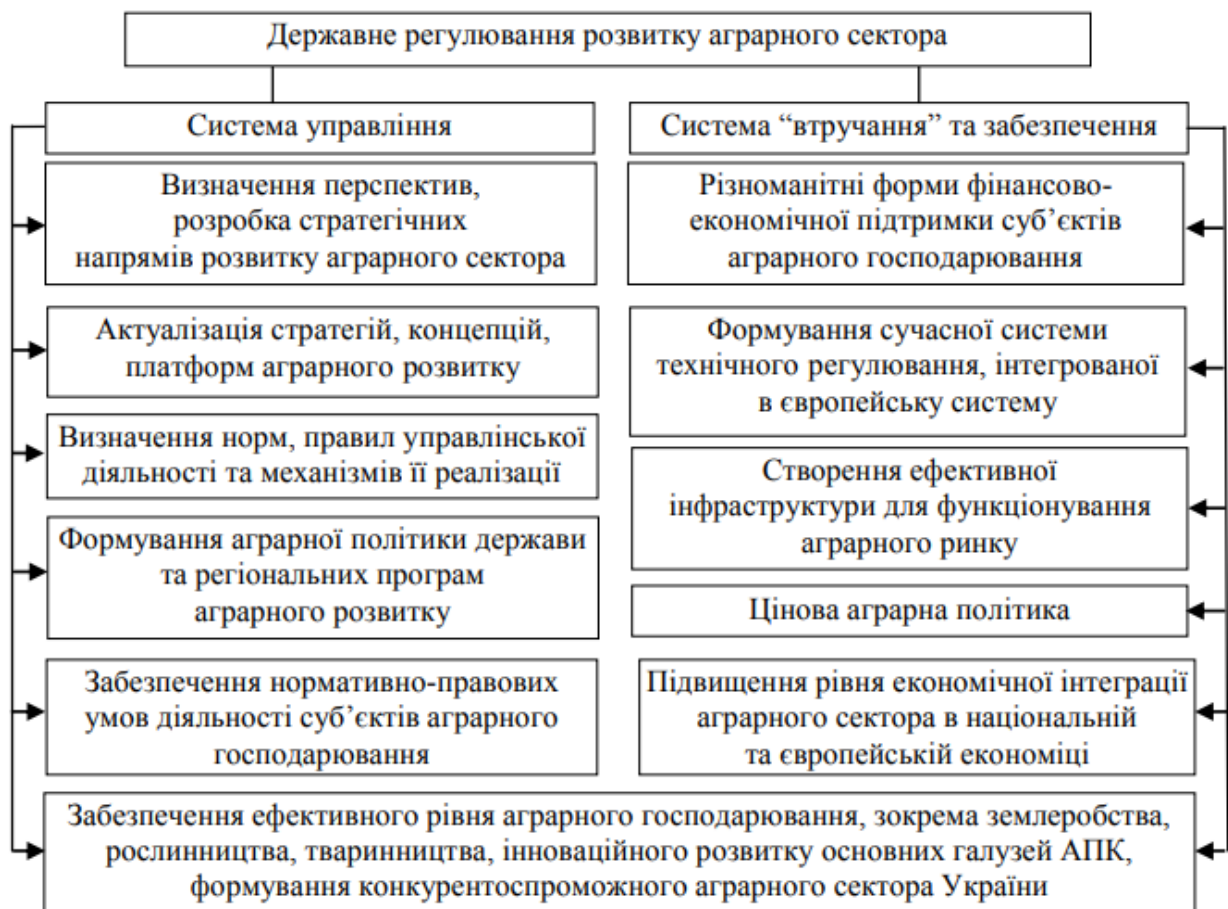 Державне регулювання розвитку аграрного сектора
Система управління
Визначення перспектив,
розробка стратегічних
напрямів розвитку аграрного сектора
Актуалізація стратегій, концепцій,
платформ аграрного розвитку
Визначення норм, правил управлінської
діяльності та механізмів її реалізації
Формування аграрної політики держави
та регіональних програм
аграрного розвитку
Забезпечення нормативно-правових
умов діяльності суб’єктів аграрного
господарювання
Система “втручання” та забезпечення
Різноманітні форми фінансово-
економічної підтримки суб’єктів
аграрного господарювання
Формування сучасної системи
технічного регулювання, інтегрованої
в європейську систему
Створення ефективної
інфраструктури для функціонування
аграрного ринку
Цінова аграрна політика
Підвищення рівня економічної інтеграції
аграрного сектора в національній
та європейській економіці
Забезпечення ефективного рівня аграрного господарювання, зокрема землеробства,
рослинництва, тваринництва, інноваційного розвитку основних галузей АПК,
формування конкурентоспроможного аграрного сектора України